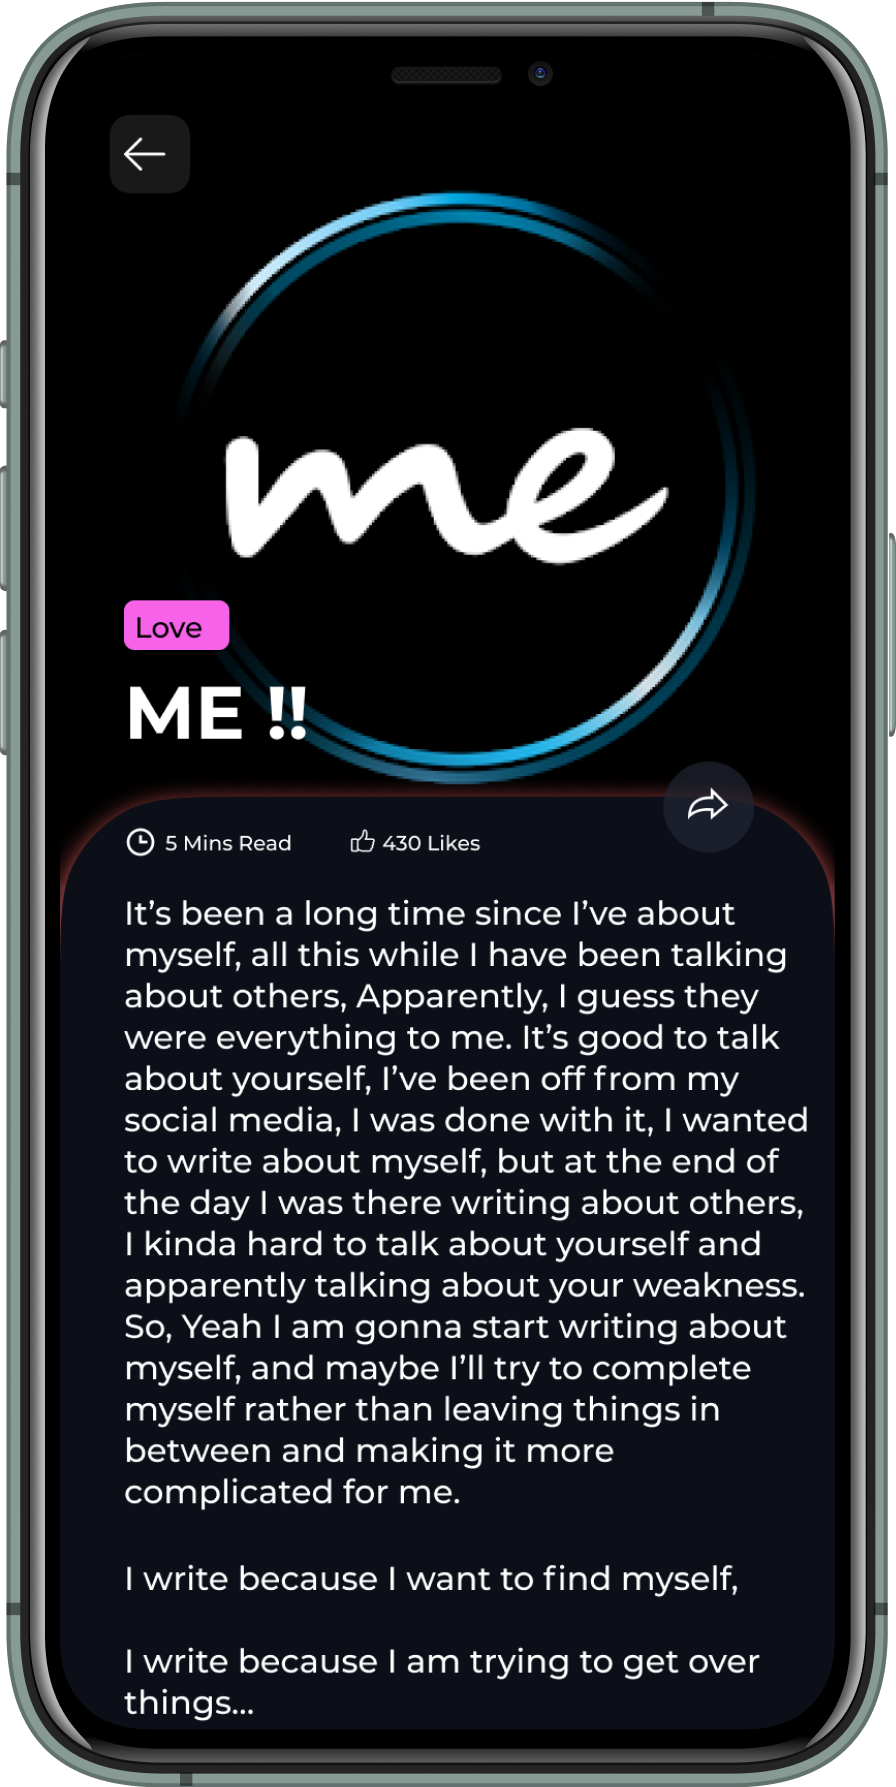 me
Love
ME !!
5 Mins Read
430 Likes
It’s been a long time since I’ve about
myself, all this while I have been talking
about others, Apparently, I guess they
were everything to me. It’s good to talk
about yourself, I’ve been off from my
social media, I was done with it, I wanted
to write about myself, but at the end of
the day I was there writing about others,
I kinda hard to talk about yourself and
apparently talking about your weakness.
So, Yeah I am gonna start writing about
myself, and maybe I’ll try to complete
myself rather than leaving things in
between and making it more
complicated for me.
I write because I want to find myself,
I write because I am trying to get over
things...